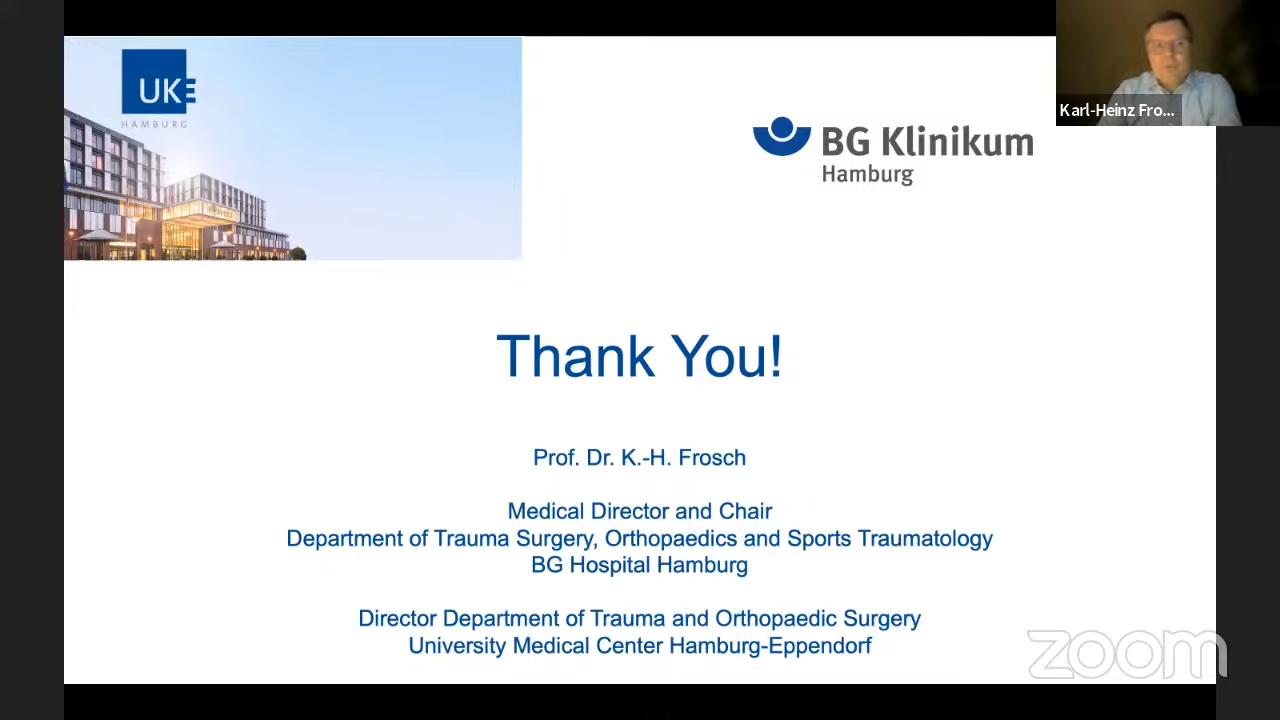 UKE
HAMBURG
BG Klinikum
Hamburg
Karl-Heinz Fro...
Thank You!
Prof. Dr. K.-H. Frosch
Medical Director and Chair
Department of Trauma Surgery, Orthopaedics and Sports Traumatology
BG Hospital Hamburg
Director Department of Trauma and Orthopaedic Surgery
University Medical Center Hamburg-Eppendorf
zoom